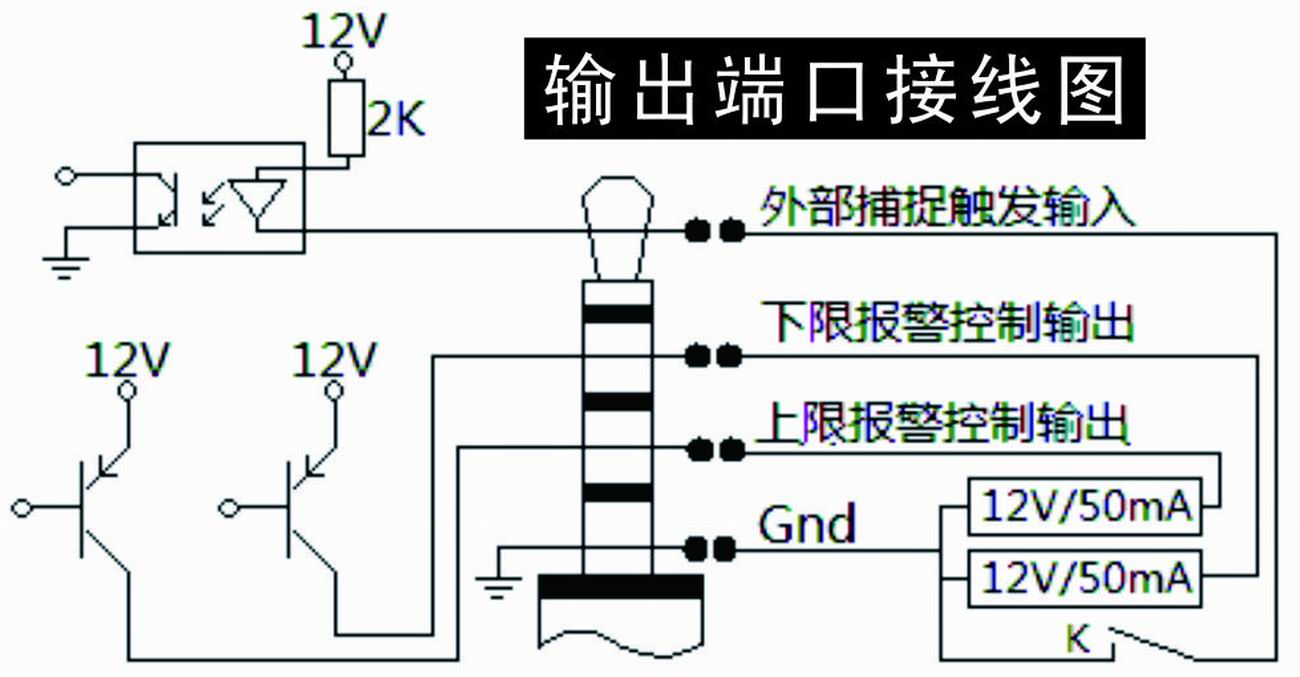 12V
输出端口接线图
2K
外部捕捉触发输入
下限报警控制输出
12V
12V
上限报警控制输出
12V/50mA
Gnd
12V/50mA
K